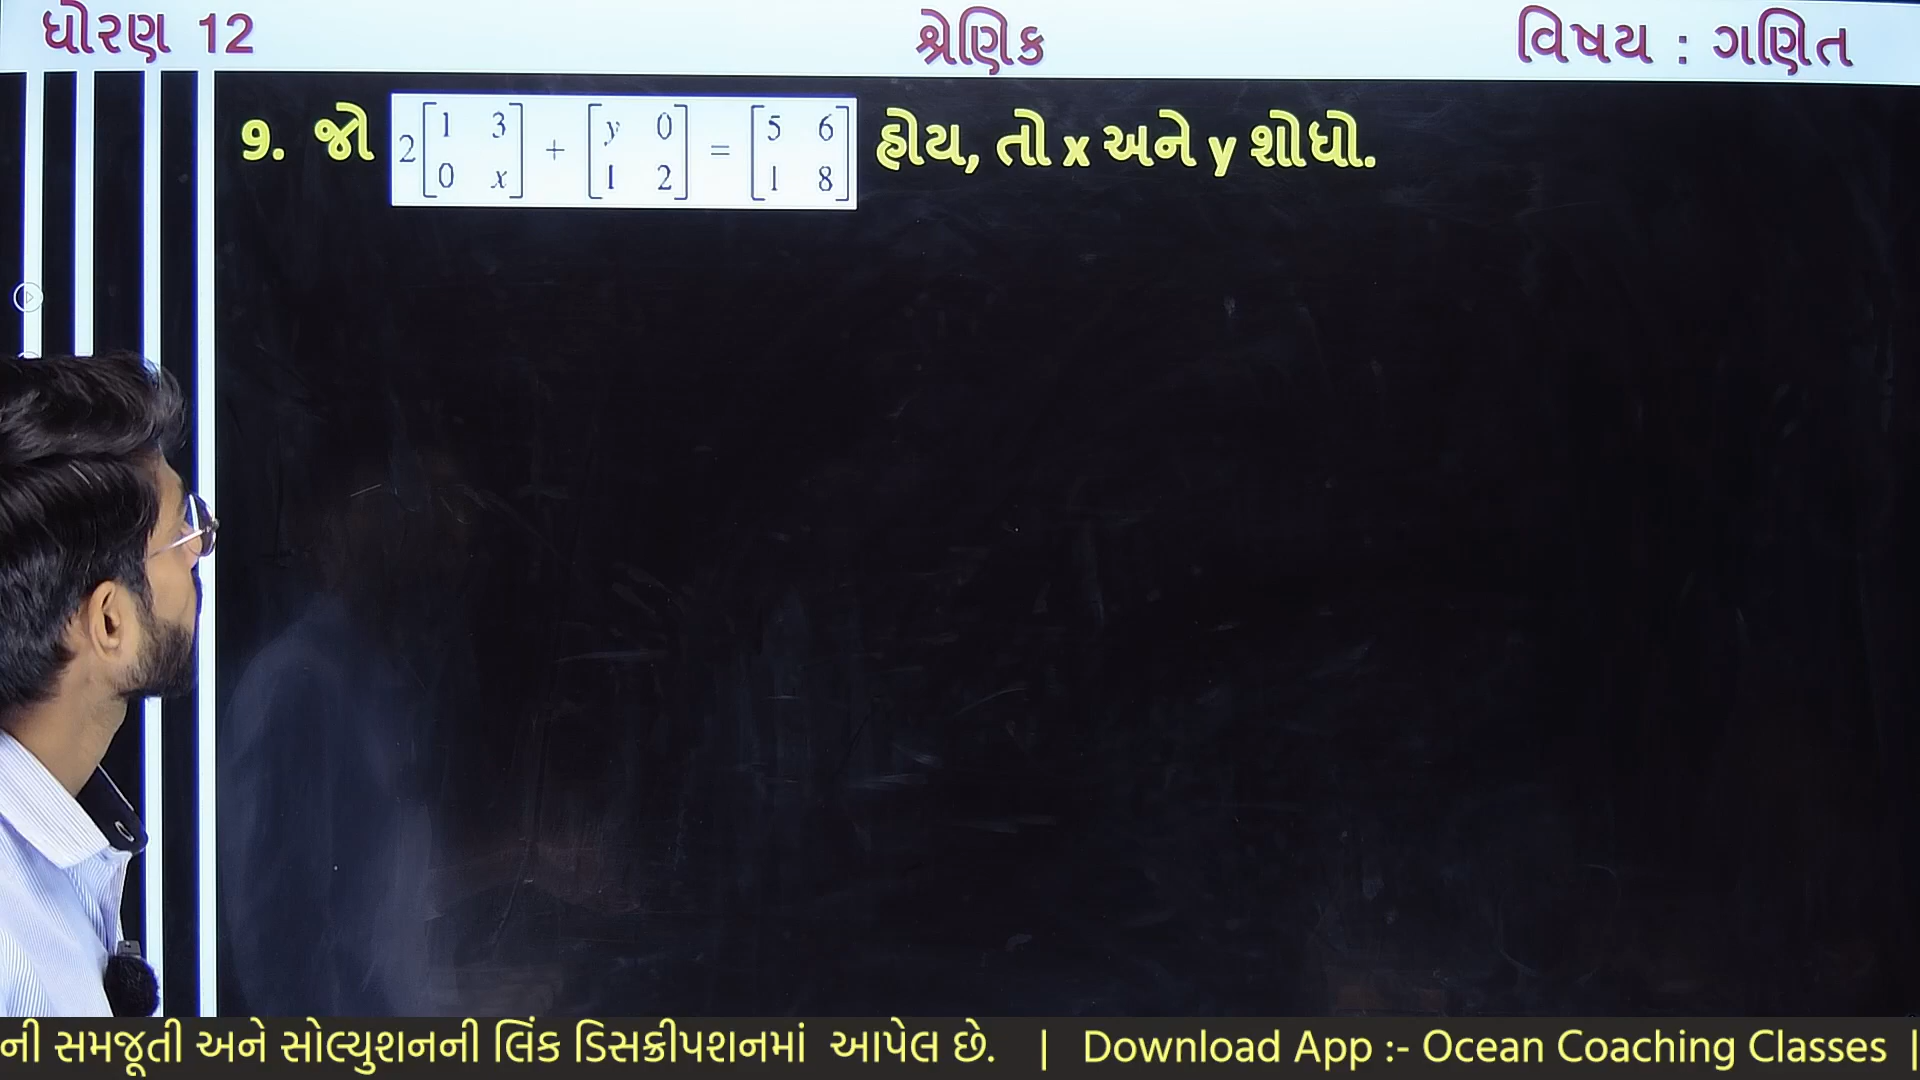 ધોરણ 12 શ્રેણિક વિષય : ગણિત
9. જો 2[1 3; 0 x] + [y 0; 1 2] = [5 6; 1 8] હોય, તો x અને y શોધો.
ની સમજૂતી અને સોલ્યુશનની લિંક ડિસક્રીપશનમાં આપેલ છે. | Download App :- Ocean Coaching Classes |